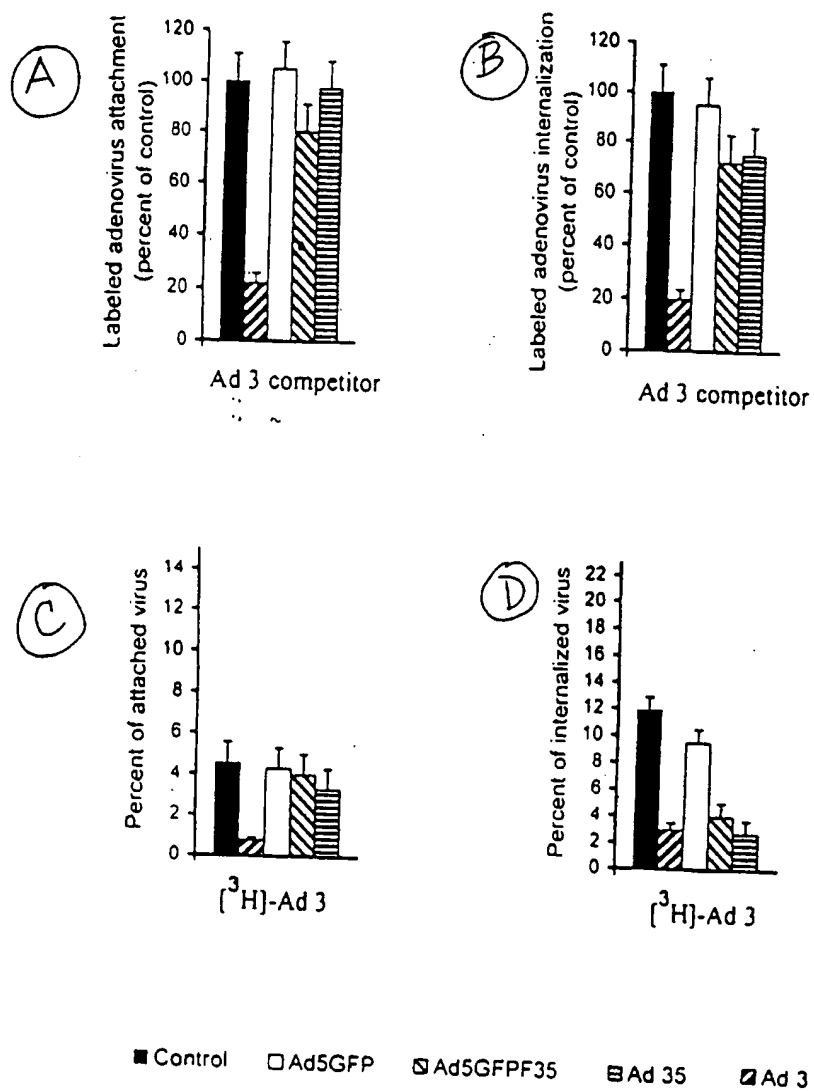 A
Labeled adenovirus attachment
(percent of control)
120
100
80
60
40
20
0
Ad 3 competitor
B
Labeled adenovirus internalization
(percent of control)
120
100
80
60
40
20
0
Ad 3 competitor
C
Percent of attached virus
14
12
10
8
6
4
2
0
[³H]-Ad 3
D
Percent of internalized virus
22
20
18
16
14
12
10
8
6
4
2
0
[³H]-Ad 3
Control Ad5GFP Ad5GFPF35 Ad 35 Ad 3